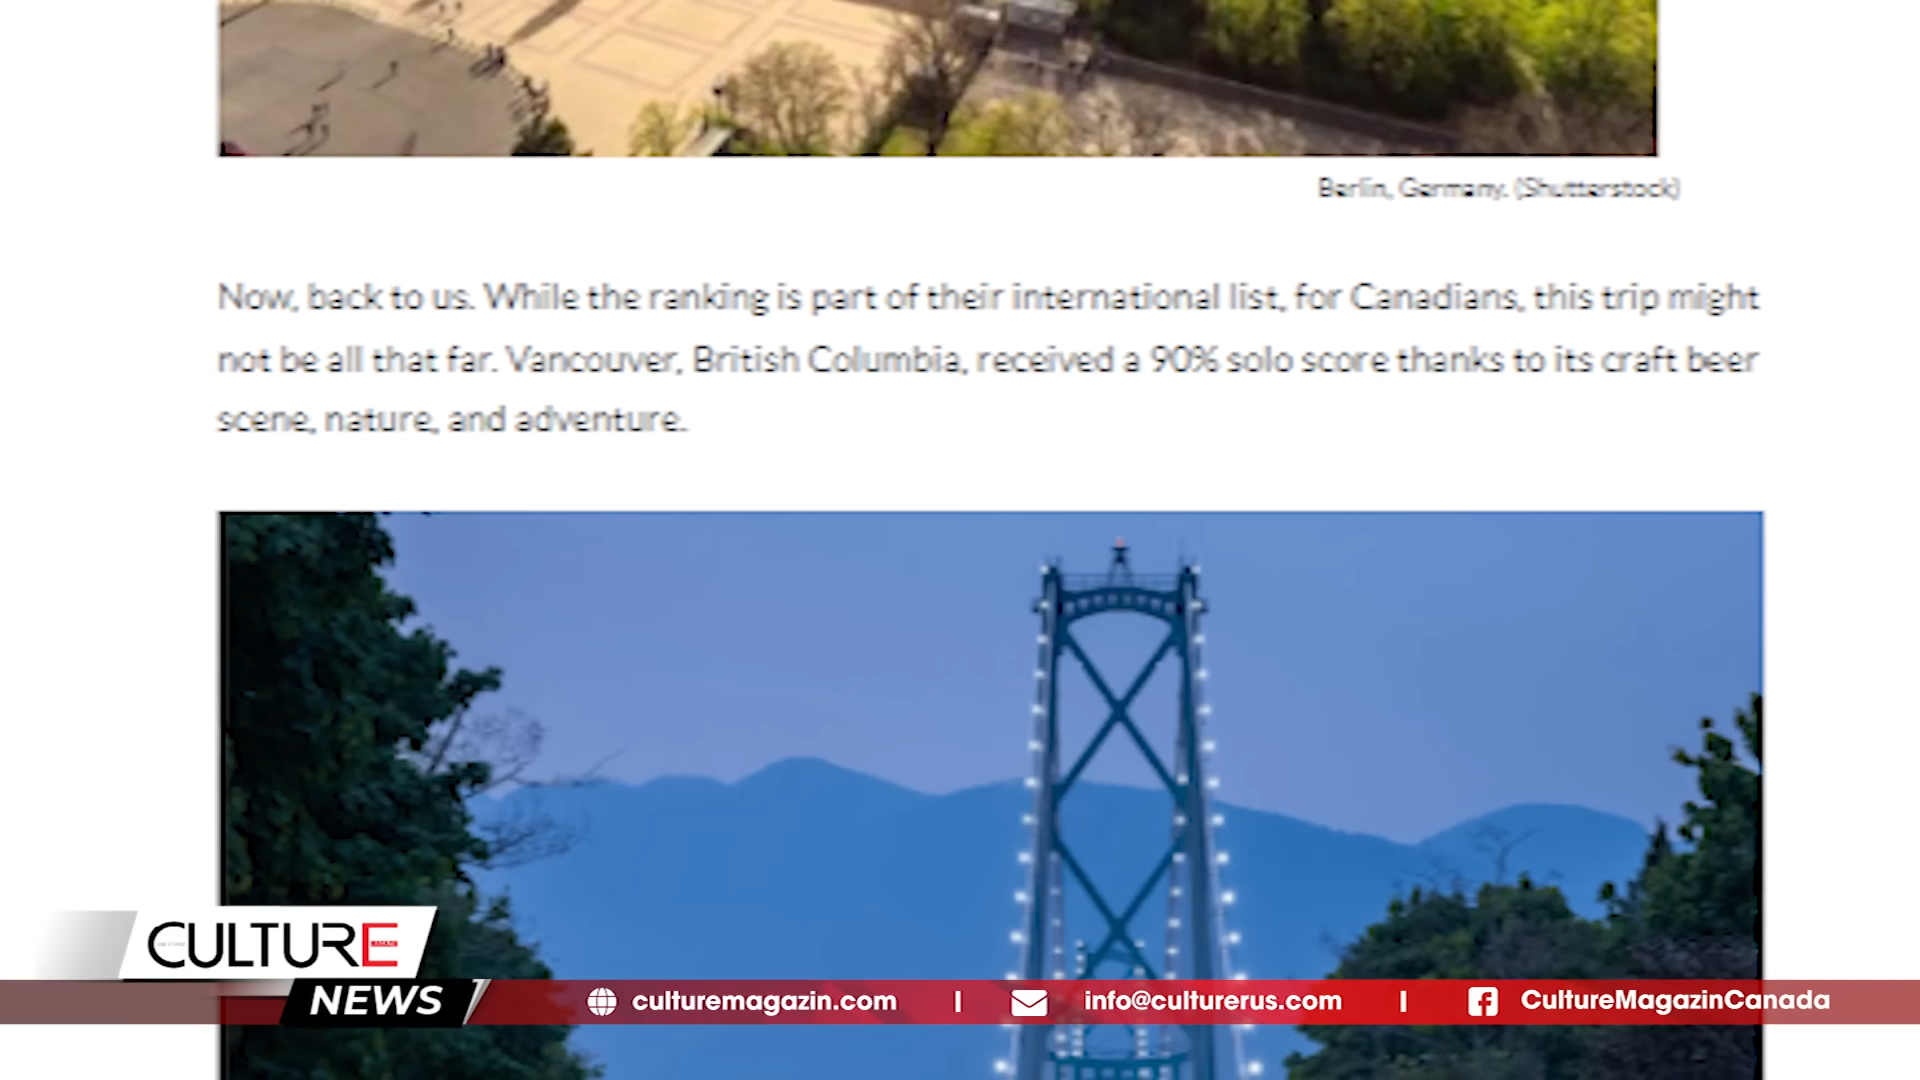 Berlin, Germany. (Shutterstock)
Now, back to us. While the ranking is part of their international list, for Canadians, this trip might
not be all that far. Vancouver, British Columbia, received a 90% solo score thanks to its craft beer
scene, nature, and adventure.
CULTURE
NEWS
culturemagazin.com | info@culturerus.com | CultureMagazinCanada